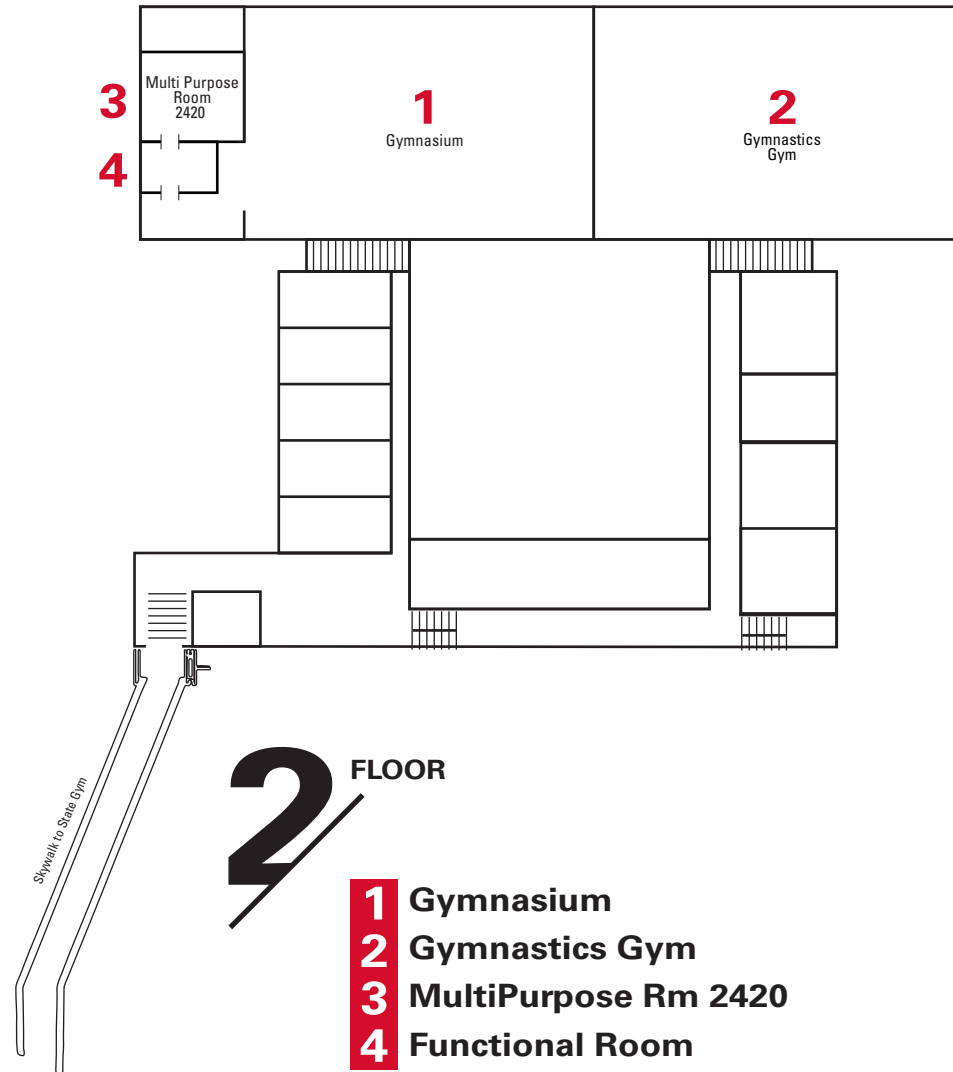 3
Multi Purpose
Room
2420
1
Gymnasium
2
Gymnastics
Gym
4
Skywalk to State Gym
2
FLOOR
1 Gymnasium
2 Gymnastics Gym
3 MultiPurpose Rm 2420
4 Functional Room